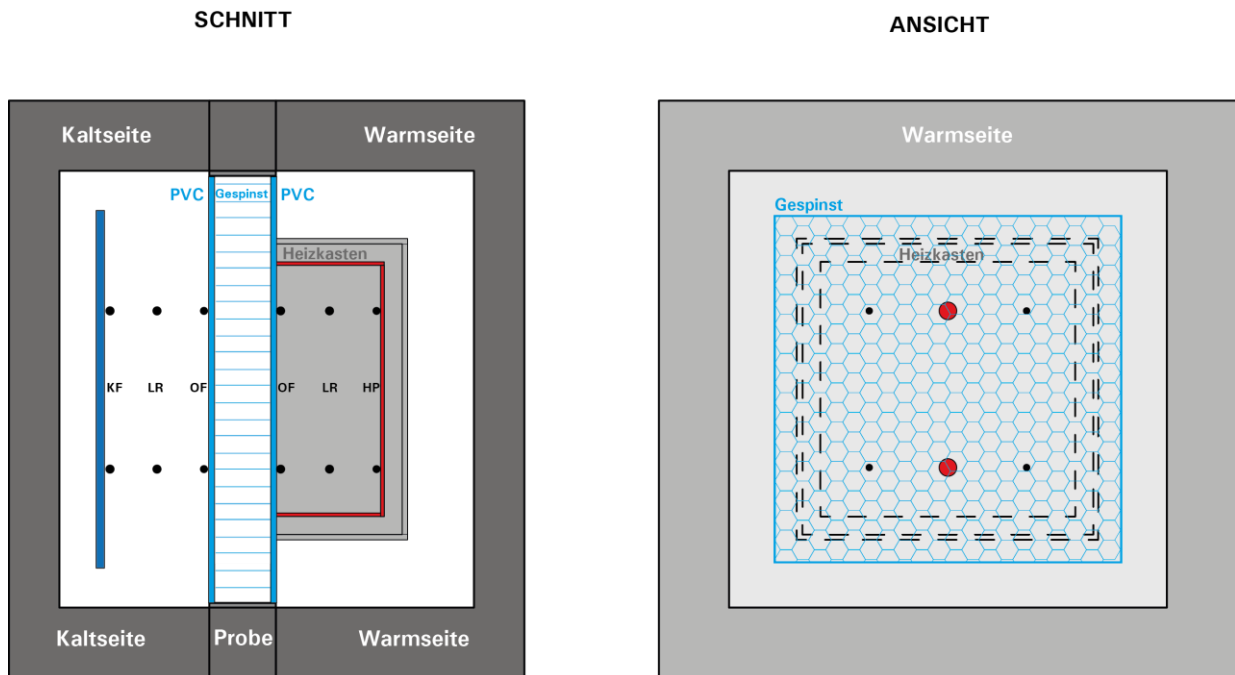 SCHNITT
ANSICHT
Kaltseite
Warmseite
Warmseite
PVC
Gespinst
PVC
Gespinst
Heizkasten
Heizkasten
KF
LR
OF
OF
LR
HP
Kaltseite
Probe
Warmseite